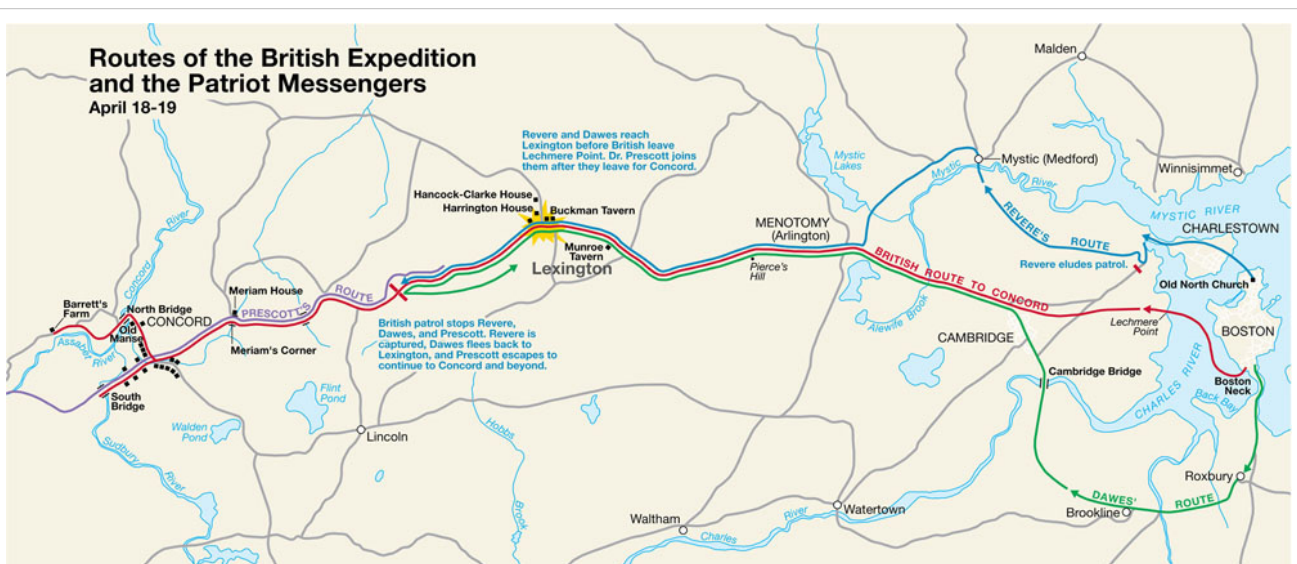 Routes of the British Expedition
and the Patriot Messengers
April 18-19
Malden
Revere and Dawes reach
Lexington before British leave
Lechmere Point. Dr. Prescott joins
them after they leave for Concord.
Mystic
Lakes
Mystic
River
Mystic (Medford)
Winnisimmet
MYSTIC RIVER
CHARLESTOWN
Hancock-Clarke House
Harrington House
Buckman Tavern
MENOTOMY
(Arlington)
REVERE'S ROUTE
Revere eludes patrol.
Munroe
Tavern
Lexington
Pierce's
Hill
BRITISH ROUTE TO CONCORD
Old North Church
Concord
River
Meriam House
PRESCOTT'S ROUTE
Barrett's
Farm
North Bridge
CONCORD
Old
Manse
Assabet
River
Meriam's Corner
British patrol stops Revere,
Dawes, and Prescott. Revere is
captured, Dawes flees back to
Lexington, and Prescott escapes to
continue to Concord and beyond.
Alewife Brook
CAMBRIDGE
Lechmere
Point
BOSTON
Cambridge Bridge
CHARLES RIVER
Boston
Neck
Back Bay
South
Bridge
Flint
Pond
Walden
Pond
Lincoln
Hobbs
Brook
Sudbury
River
Roxbury
DAWES' ROUTE
Brookline
Watertown
Waltham
Charles
River